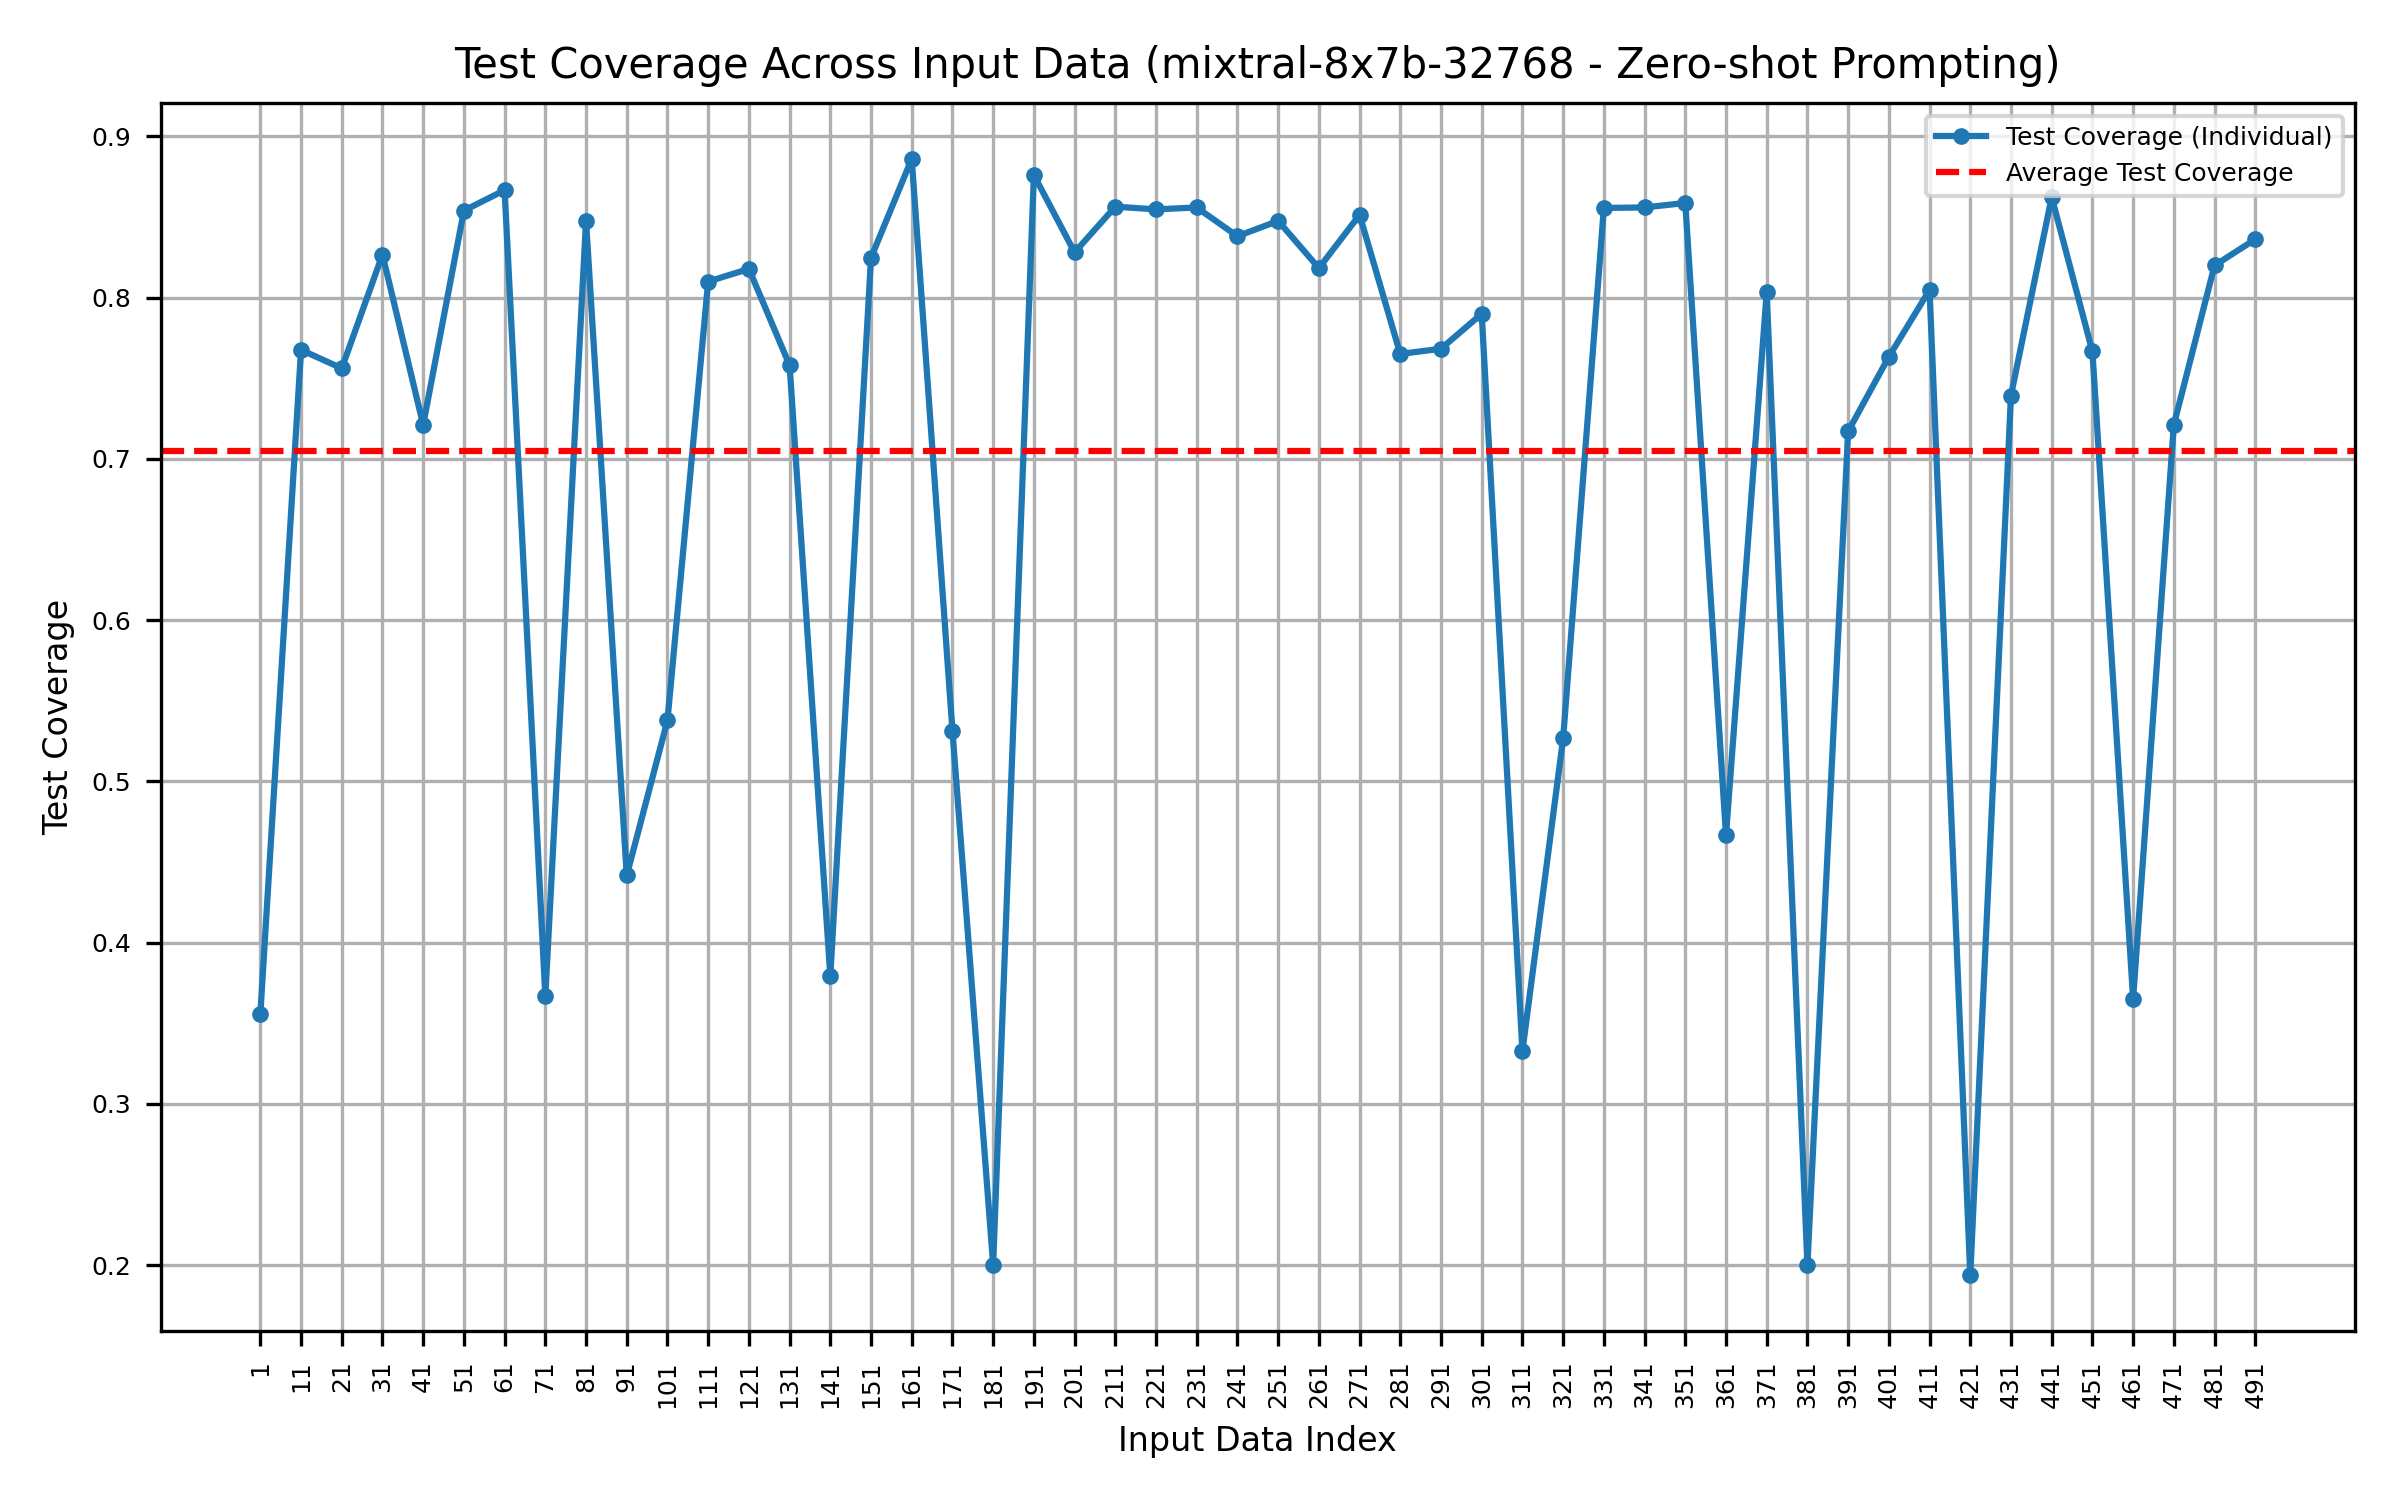 Test Coverage Across Input Data (mixtral-8x7b-32768 - Zero-shot Prompting)
Test Coverage (Individual)
Average Test Coverage
Test Coverage
0.9
0.8
0.7
0.6
0.5
0.4
0.3
0.2
1 11 21 31 41 51 61 71 81 91 101 111 121 131 141 151 161 171 181 191 201 211 221 231 241 251 261 271 281 291 301 311 321 331 341 351 361 371 381 391 401 411 421 431 441 451 461 471 481 491
Input Data Index